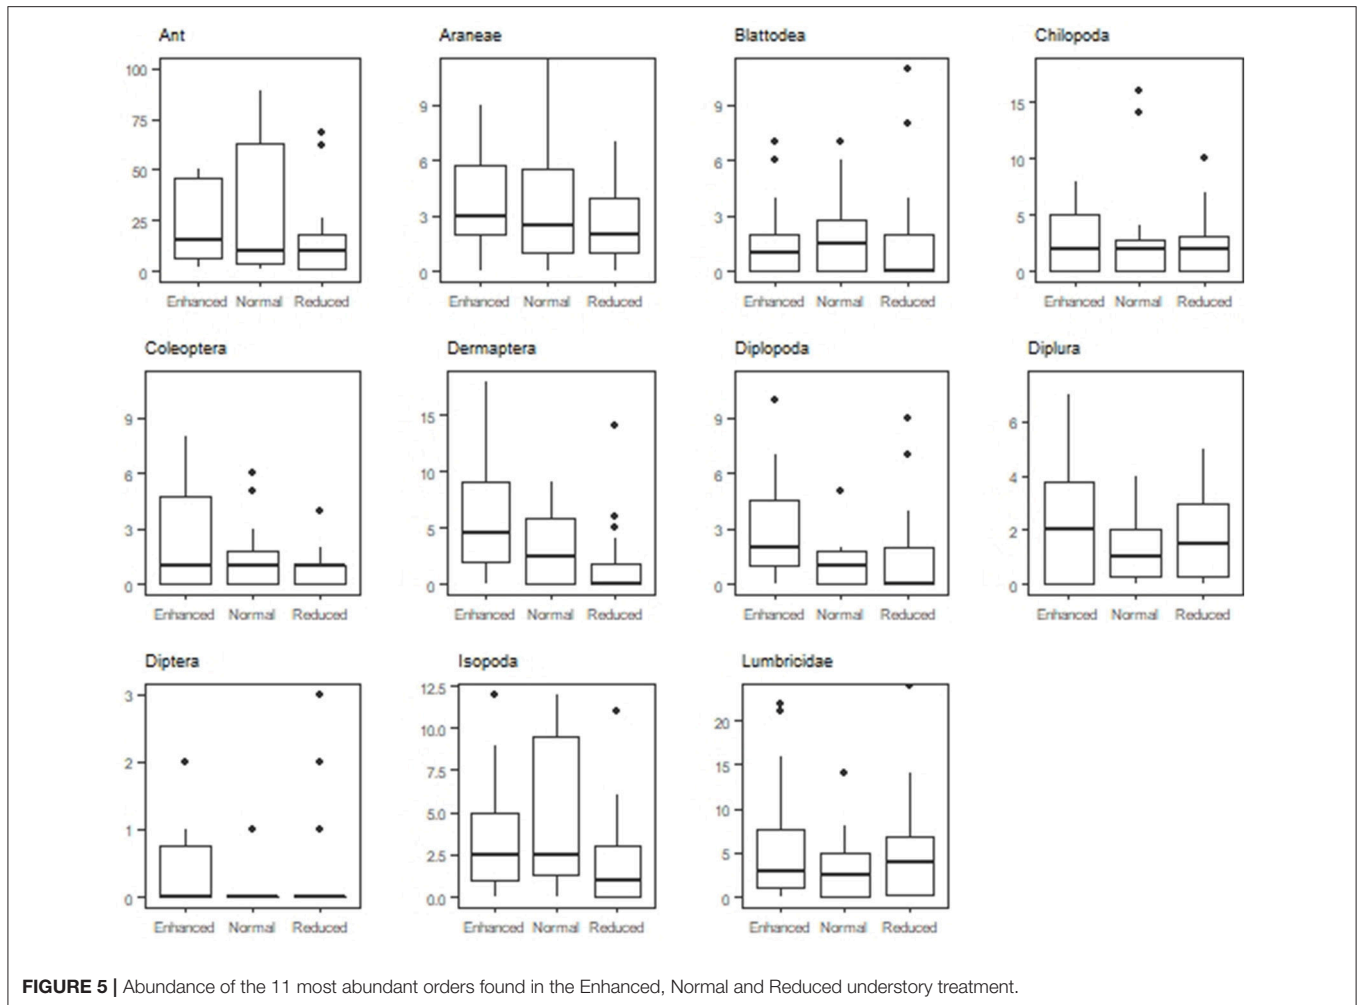 Ant
100
75
50
25
0
Enhanced Normal Reduced
Araneae
9
6
3
0
Enhanced Normal Reduced
Blattodea
9
6
3
0
Enhanced Normal Reduced
Chilopoda
15
10
5
0
Enhanced Normal Reduced
Coleoptera
9
6
3
0
Enhanced Normal Reduced
Dermaptera
15
10
5
0
Enhanced Normal Reduced
Diplopoda
9
6
3
0
Enhanced Normal Reduced
Diplura
6
4
2
0
Enhanced Normal Reduced
Diptera
3
2
1
0
Enhanced Normal Reduced
Isopoda
12.5
10.0
7.5
5.0
2.5
0.0
Enhanced Normal Reduced
Lumbricidae
20
15
10
5
0
Enhanced Normal Reduced
FIGURE 5 | Abundance of the 11 most abundant orders found in the Enhanced, Normal and Reduced understory treatment.